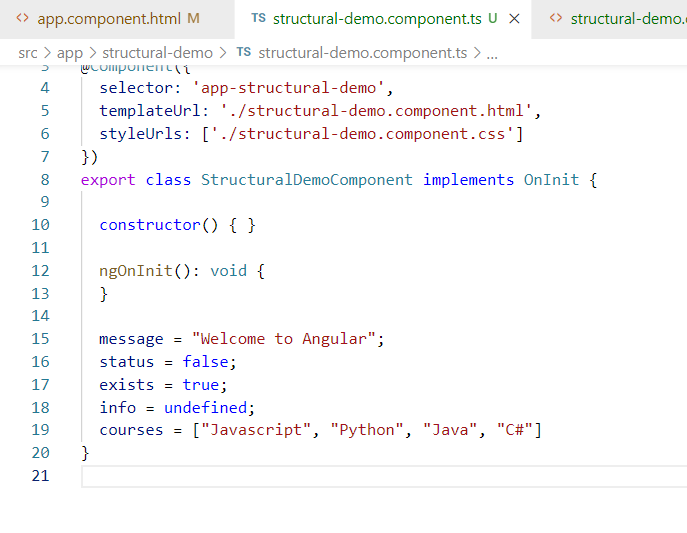 app.component.html M
TS structural-demo.component.ts U
structural-demo.
src > app > structural-demo > TS structural-demo.component.ts > ...
3 @Component({
4 selector: 'app-structural-demo',
5 templateUrl: './structural-demo.component.html',
6 styleUrls: ['./structural-demo.component.css']
7 })
8 export class StructuralDemoComponent implements OnInit {
9
10 constructor() { }
11
12 ngOnInit(): void {
13 }
14
15 message = "Welcome to Angular";
16 status = false;
17 exists = true;
18 info = undefined;
19 courses = ["Javascript", "Python", "Java", "C#"]
20 }
21